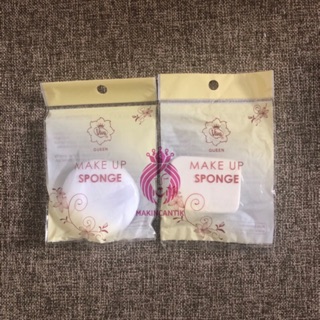 QUEEN
MAKE UP
SPONGE
QUEEN
MAKE UP
SPONGE
MAKINCANTIK